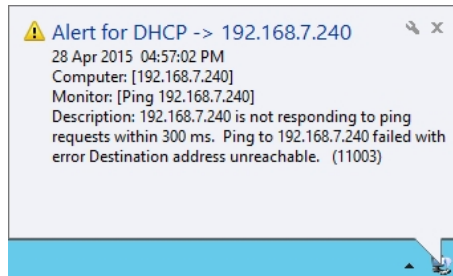 Alert for DHCP -> 192.168.7.240
28 Apr 2015  04:57:02 PM
Computer: [192.168.7.240]
Monitor: [Ping 192.168.7.240]
Description: 192.168.7.240 is not responding to ping
requests within 300 ms.  Ping to 192.168.7.240 failed with
error Destination address unreachable.   (11003)